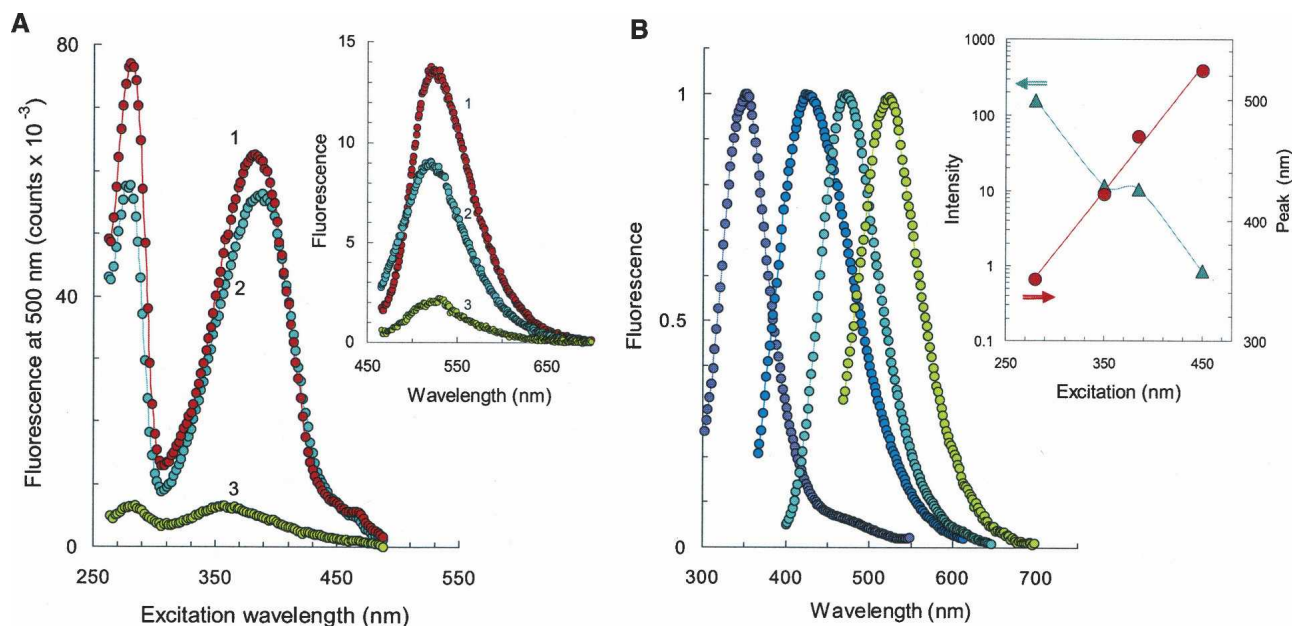 A
Fluorescence at 500 nm (counts x 10⁻³)
80
40
0
1
2
3
250 350 450 550
Excitation wavelength (nm)
Fluorescence
15
10
5
0
1
2
3
450 550 650
Wavelength (nm)
B
Fluorescence
1
0.5
0
300 400 500 600 700
Wavelength (nm)
Intensity
1000
100
10
1
0.1
500
400
300
Peak (nm)
250 350 450
Excitation (nm)